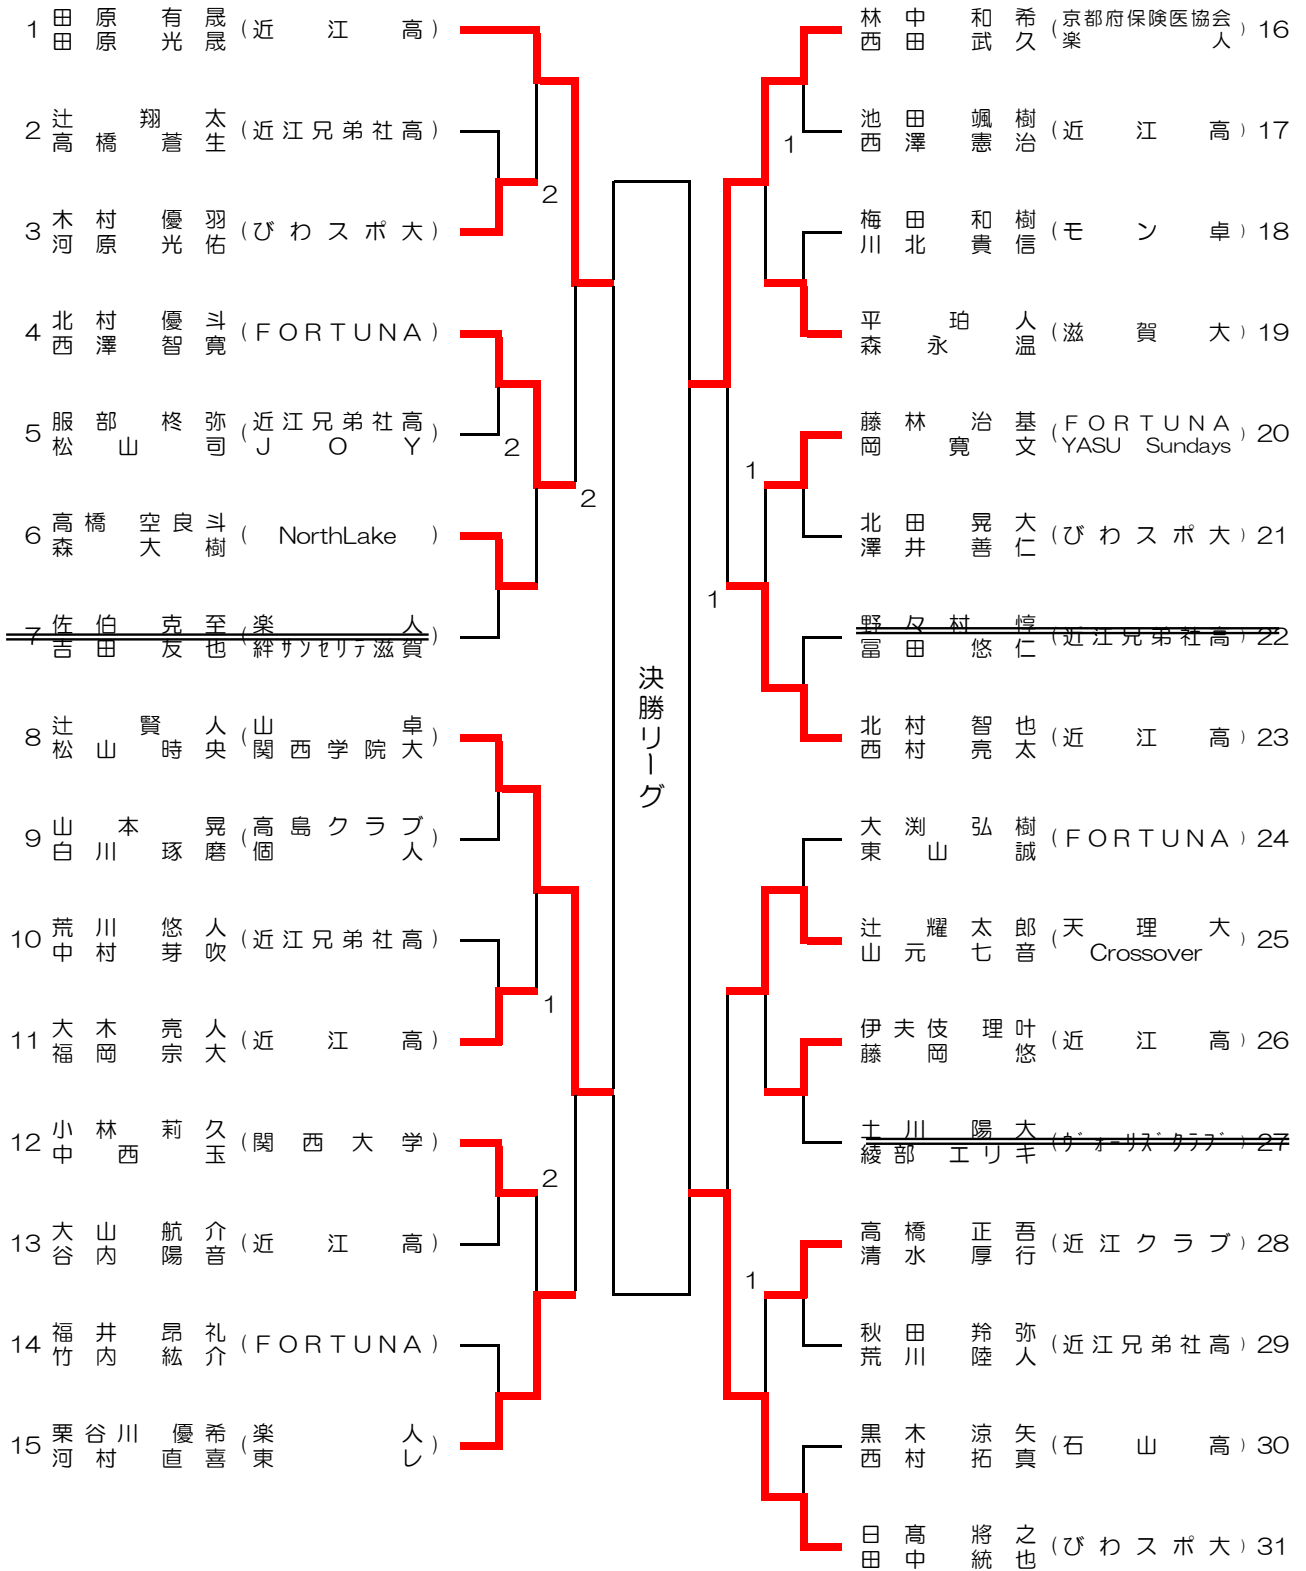 1 田原有晟 (近江高)
田原光晟
2 辻翔太 (近江兄弟社高)
高橋蒼生
2
3 木村優羽 (びわスポ大)
河原光佑
4 北村優斗 (FORTUNA)
西澤智寛
5 服部柊弥 (近江兄弟社高
松山司 JOY)
2
2
6 高橋空良斗 (NorthLake)
森大樹
7 佐伯克至 (楽人
吉田友也 絆サンセリテ滋賀)
8 辻賢人 (山卓
松山時央 関西学院大)
9 山本晃 (高島クラブ
白川琢磨 個人)
10 荒川悠人 (近江兄弟社高)
中村芽吹
1
11 大木亮人 (近江高)
福岡宗大
12 小林莉久 (関西大学)
中西玉
2
13 大山航介 (近江高)
谷内陽音
14 福井昂礼 (FORTUNA)
竹内紘介
15 栗谷川優希 (楽人
河村直喜 東レ)
決勝リーグ
林中和希 (京都府保険医協会 16
西田武久 楽人)
池田颯樹 (近江高) 17
西澤憲治
1
梅田和樹 (モン卓) 18
川北貴信
平珀人 (滋賀大) 19
森永温
藤林治基 (FORTUNA 20
岡寛文 YASU Sundays)
1
北田晃大 (びわスポ大) 21
澤井善仁
1
野々村惇 (近江兄弟社高) 22
冨田悠仁
北村智也 (近江高) 23
西村亮太
大渕弘樹 (FORTUNA) 24
東山誠
辻耀太郎 (天理大 25
山元七音 Crossover)
伊夫伎理叶 (近江高) 26
藤岡悠
土川陽大 (ヴォーリズクラブ) 27
綾部エリキ
高橋正吾 (近江クラブ) 28
清水厚行
1
秋田羚弥 (近江兄弟社高) 29
荒川陸人
黒木涼矢 (石山高) 30
西村拓真
日髙將之 (びわスポ大) 31
田中統也